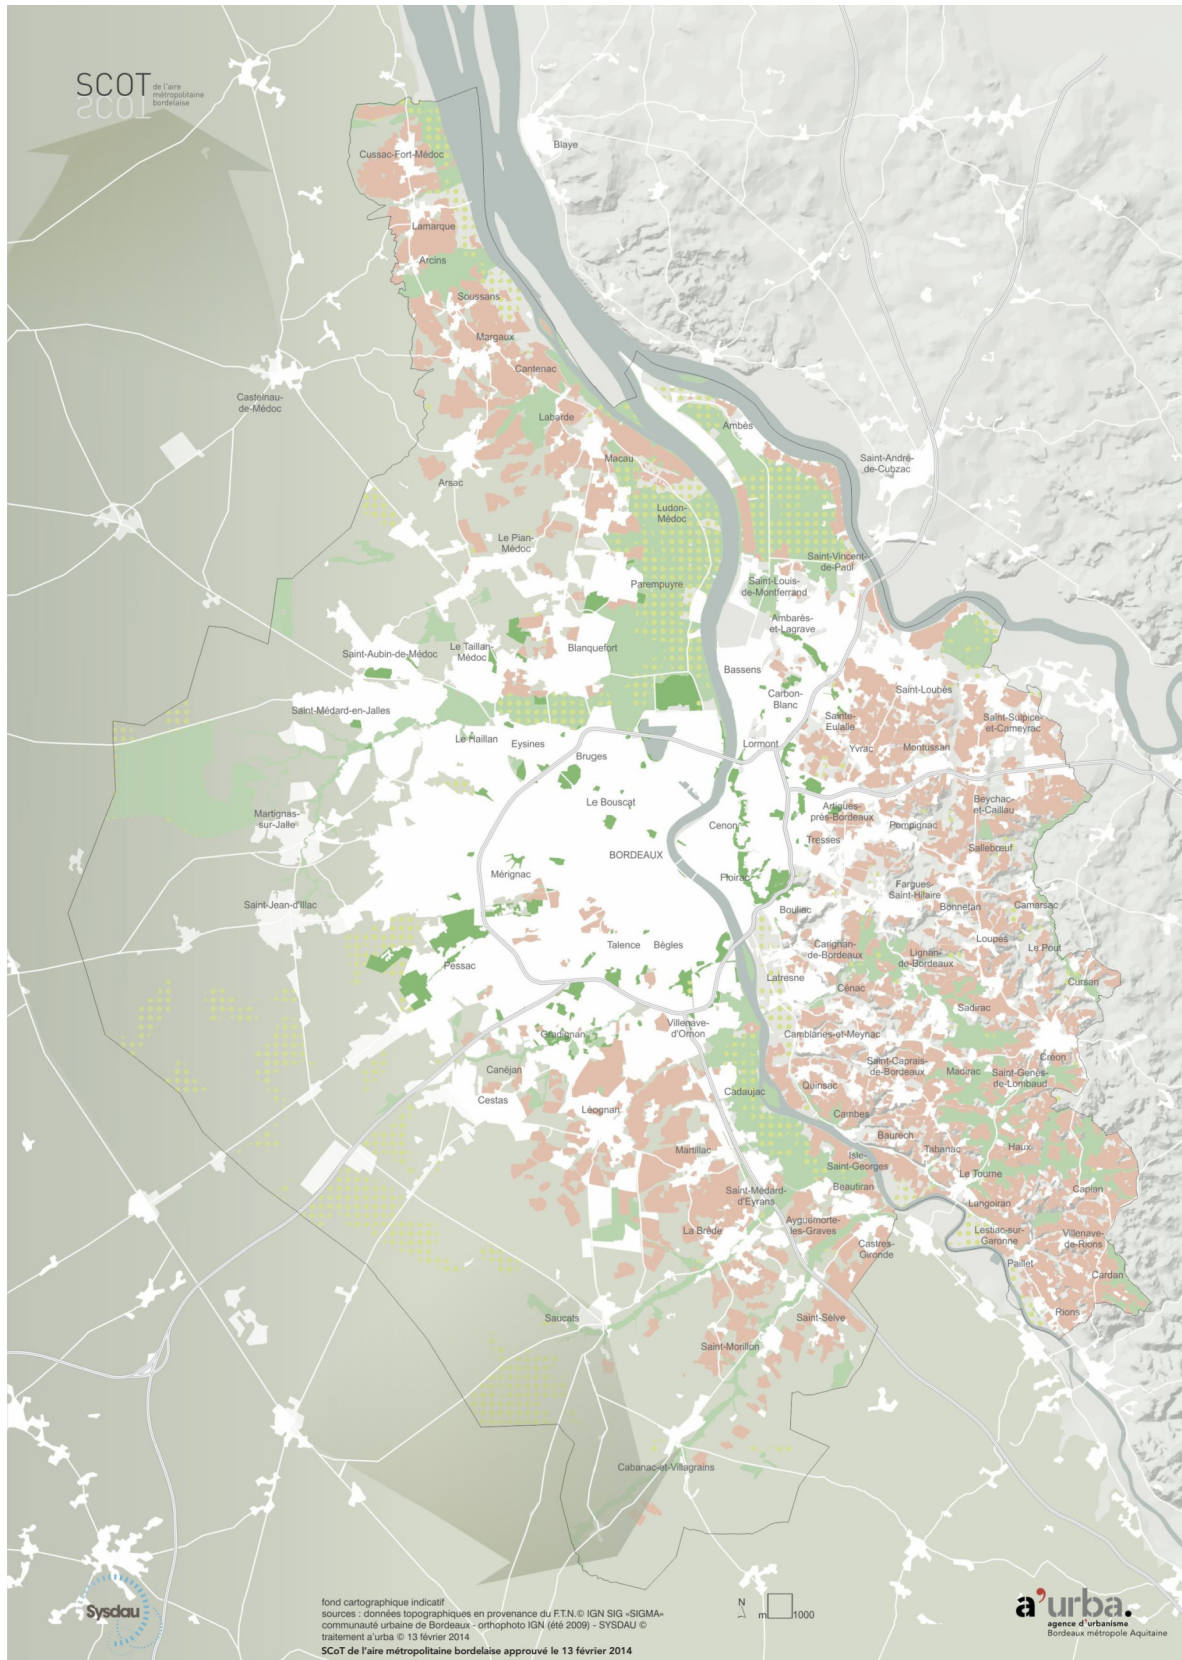 SCOT
de l'aire
métropolitaine
bordelaise
Blaye
Cussac-Fort-Médoc
Lamarque
Arcins
Soussans
Margaux
Cantenac
Castelnau-
de-Médoc
Labarde
Ambès
Macau
Saint-André-
de-Cubzac
Arsac
Ludon-
Médoc
Le Pian-
Médoc
Saint-Vincent-
de-Paul
Parempuyre
Saint-Louis-
de-Montferrand
Ambarès-
et-Lagrave
Saint-Aubin-de-Médoc
Le Taillan-
Médoc
Blanquefort
Bassens
Carbon-
Blanc
Saint-Loubès
Saint-Médard-en-Jalles
Sainte-
Eulalie
Saint-Sulpice-
et-Cameyrac
Le Haillan
Eysines
Bruges
Lormont
Yvrac
Montussan
Le Bouscat
Martignas-
sur-Jalle
Artigues-
près-Bordeaux
Beychac-
et-Caillau
Cenon
Pompignac
Tresses
Sallebœuf
BORDEAUX
Mérignac
Floirac
Fargues-
Saint-Hilaire
Saint-Jean-d'Illac
Bouliac
Bonnetan
Camarsac
Talence
Bègles
Carignan-
de-Bordeaux
Lignan-
de-Bordeaux
Loupes
Le Pout
Pessac
Latresne
Cénac
Cursan
Sadirac
Villenave-
d'Ornon
Gradignan
Camblanes-et-Meynac
Saint-Caprais-
de-Bordeaux
Madirac
Créon
Saint-Genès-
de-Lombaud
Canéjan
Cestas
Cadaujac
Quinsac
Léognan
Cambes
Baurech
Tabanac
Haux
Martillac
Isle-
Saint-Georges
Le Tourne
Saint-Médard-
d'Eyrans
Beautiran
Capian
Langoiran
La Brède
Ayguemorte-
les-Graves
Lestiac-sur-
Garonne
Villenave-
de-Rions
Castres-
Gironde
Paillet
Cardan
Rions
Saucats
Saint-Selve
Saint-Morillon
Cabanac-et-Villagrains
Sysdau
fond cartographique indicatif
sources : données topographiques en provenance du F.T.N.© IGN SIG «SIGMA»
communauté urbaine de Bordeaux - orthophoto IGN (été 2009) - SYSDAU ©
traitement a'urba © 13 février 2014
SCoT de l'aire métropolitaine bordelaise approuvé le 13 février 2014
N
m 1000
a'urba.
agence d'urbanisme
Bordeaux métropole Aquitaine